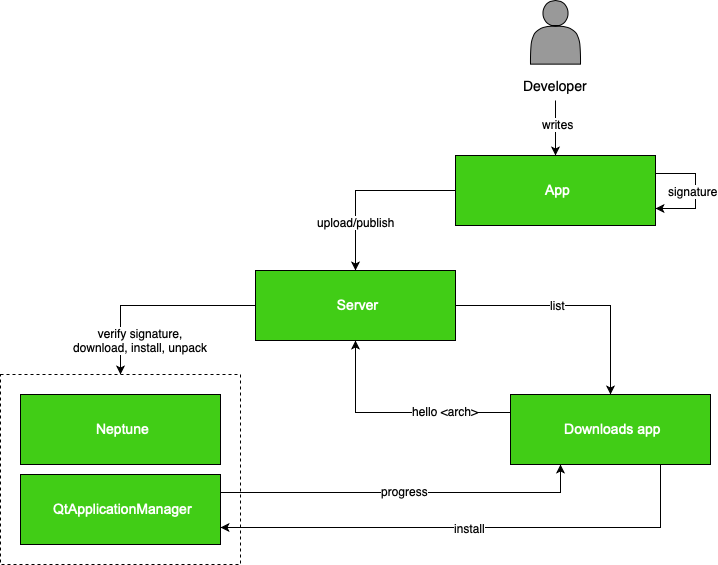 Developer
writes
App
signature
upload/publish
Server
list
verify signature,
download, install, unpack
hello <arch>
Neptune
Downloads app
QtApplicationManager
progress
install